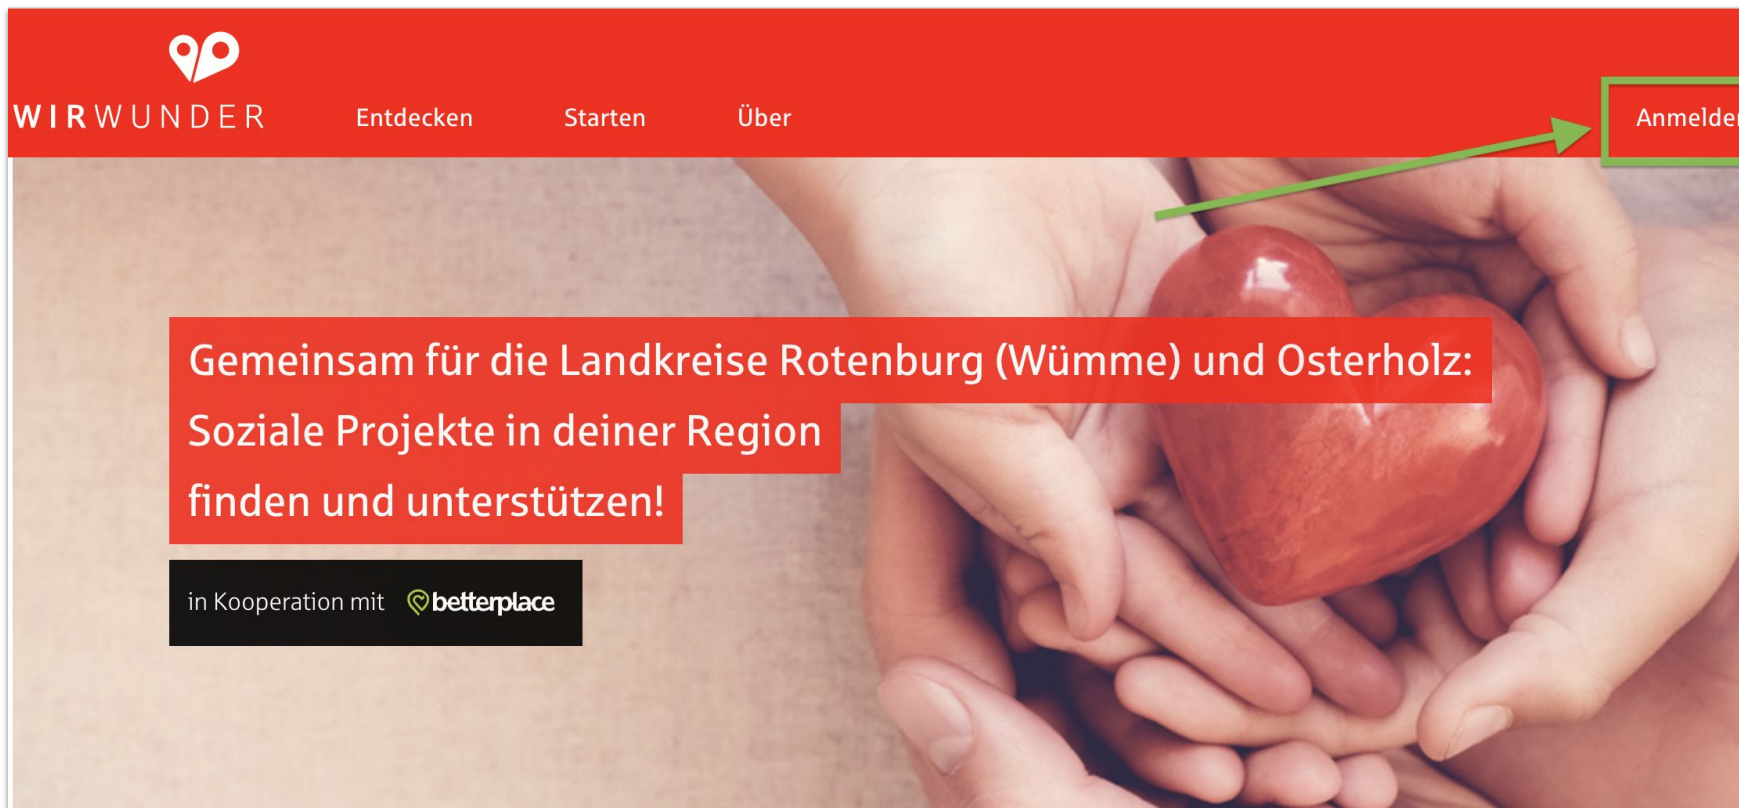 WIRWUNDER
Entdecken
Starten
Über
Anmelden
Gemeinsam für die Landkreise Rotenburg (Wümme) und Osterholz:
Soziale Projekte in deiner Region
finden und unterstützen!
in Kooperation mit betterplace